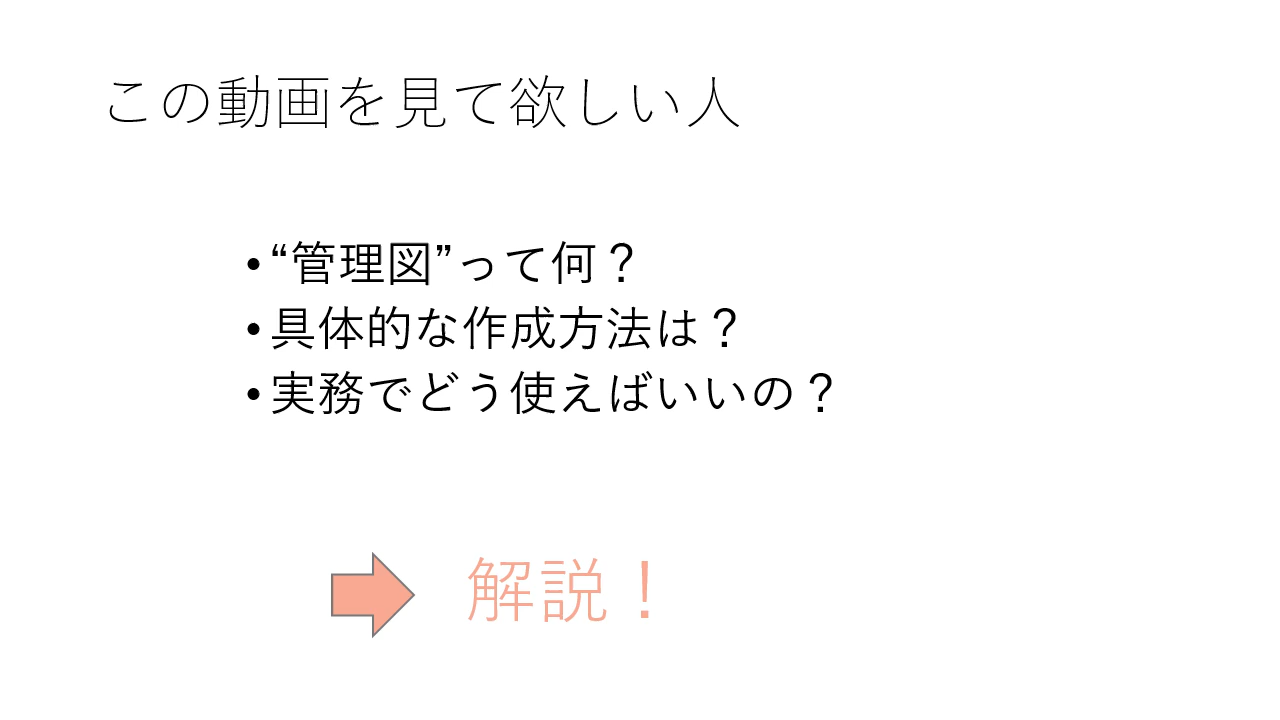 この動画を見て欲しい人
•“管理図”って何？
•具体的な作成方法は？
•実務でどう使えばいいの？
解説！